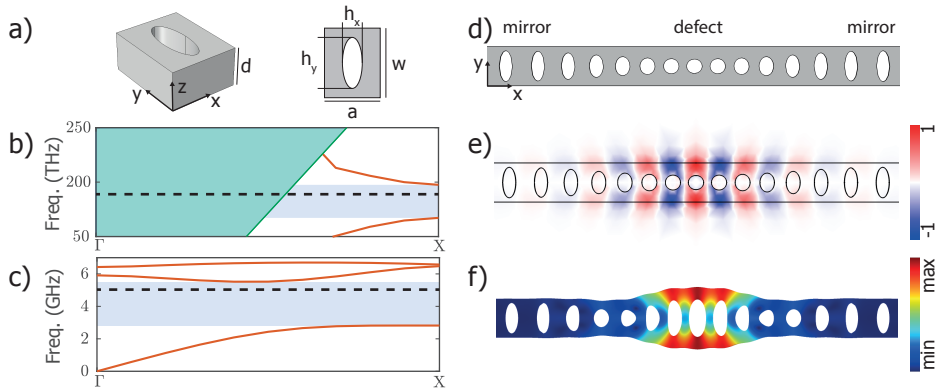 a)
h_x
h_y
w
a
d
z
y
x
b)
Freq. (THz)
250
200
50
Γ
X
c)
Freq. (GHz)
6
4
2
0
Γ
X
d)
mirror
defect
mirror
y
x
e)
1
-1
f)
max
min